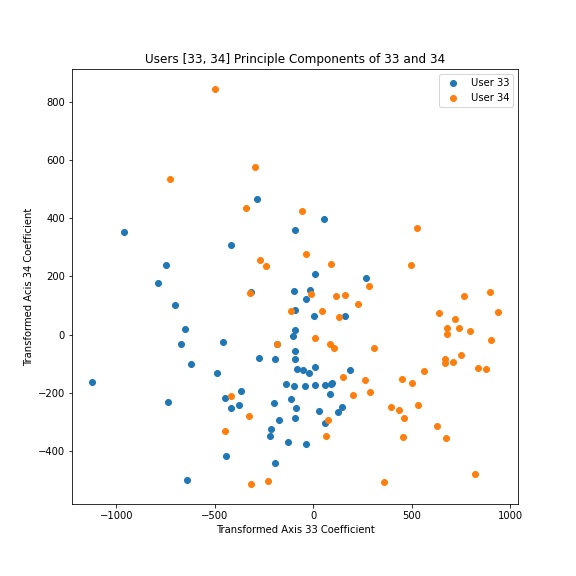 Users [33, 34] Principle Components of 33 and 34
User 33
User 34
800
600
400
200
0
−200
−400
Transformed Acis 34 Coefficient
−1000 −500 0 500 1000
Transformed Axis 33 Coefficient